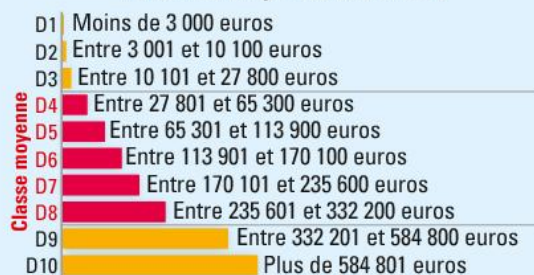 D1 Moins de 3 000 euros
D2 Entre 3 001 et 10 100 euros
D3 Entre 10 101 et 27 800 euros
Classe moyenne
D4 Entre 27 801 et 65 300 euros
D5 Entre 65 301 et 113 900 euros
D6 Entre 113 901 et 170 100 euros
D7 Entre 170 101 et 235 600 euros
D8 Entre 235 601 et 332 200 euros
D9 Entre 332 201 et 584 800 euros
D10 Plus de 584 801 euros